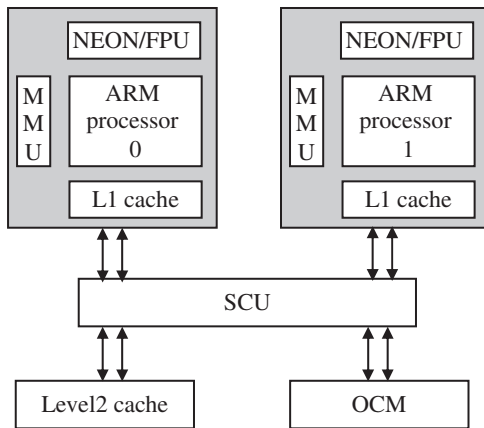 NEON/FPU
M
M
U
ARM
processor
0
L1 cache
NEON/FPU
M
M
U
ARM
processor
1
L1 cache
SCU
Level2 cache
OCM